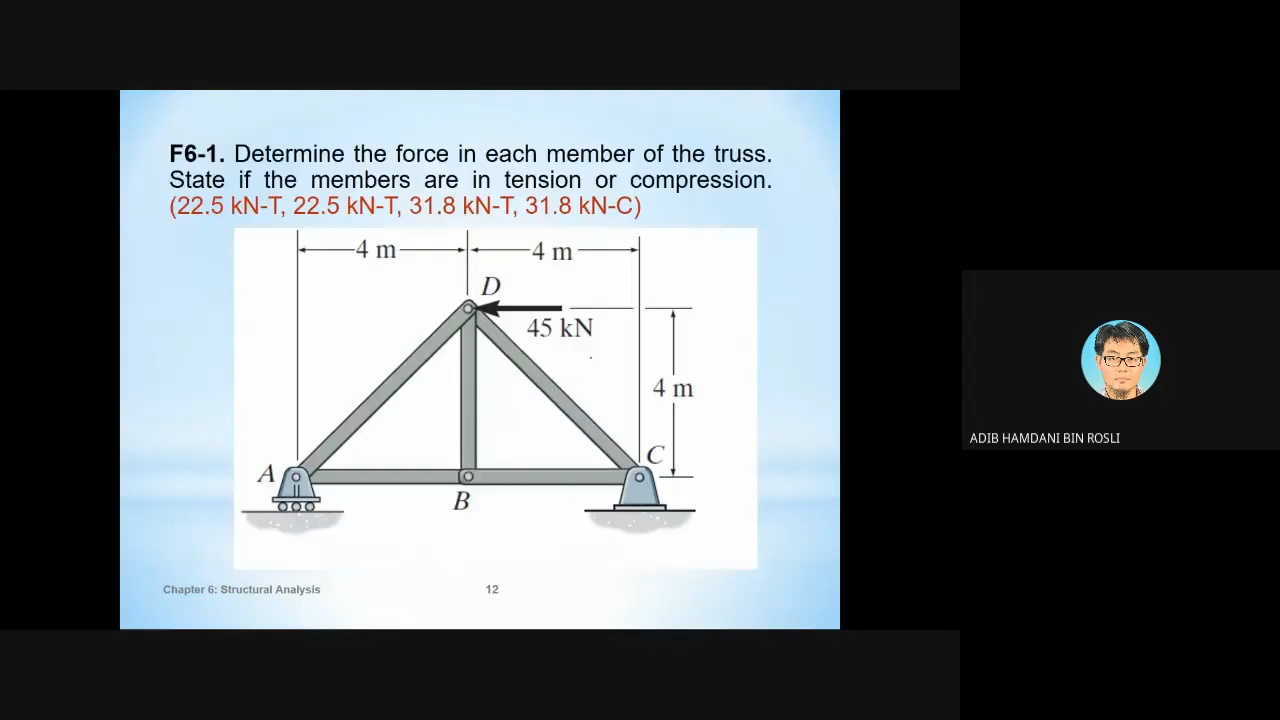 F6-1. Determine the force in each member of the truss.
State if the members are in tension or compression.
(22.5 kN-T, 22.5 kN-T, 31.8 kN-T, 31.8 kN-C)
4 m
4 m
D
45 kN
4 m
A
C
B
ADIB HAMDANI BIN ROSLI
Chapter 6: Structural Analysis
12